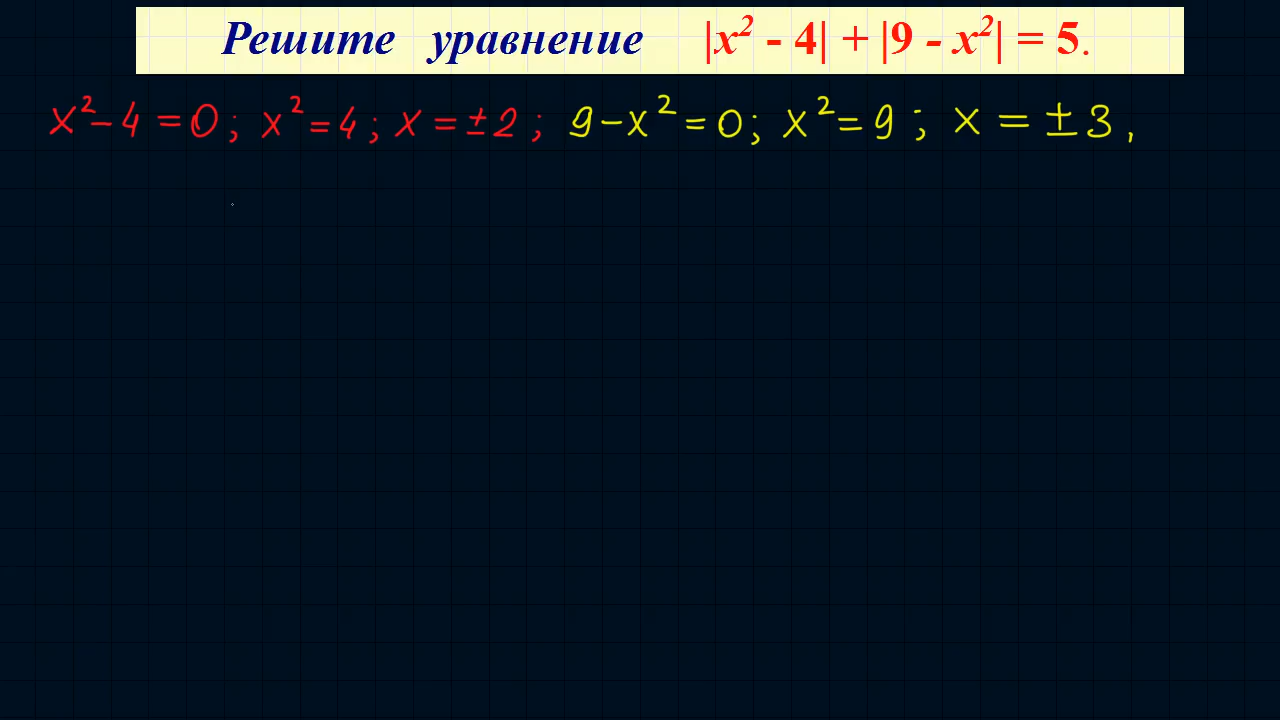 Решите уравнение |x² - 4| + |9 - x²| = 5.
x² - 4 = 0; x² = 4; x = ±2; 9 - x² = 0; x² = 9; x = ±3,